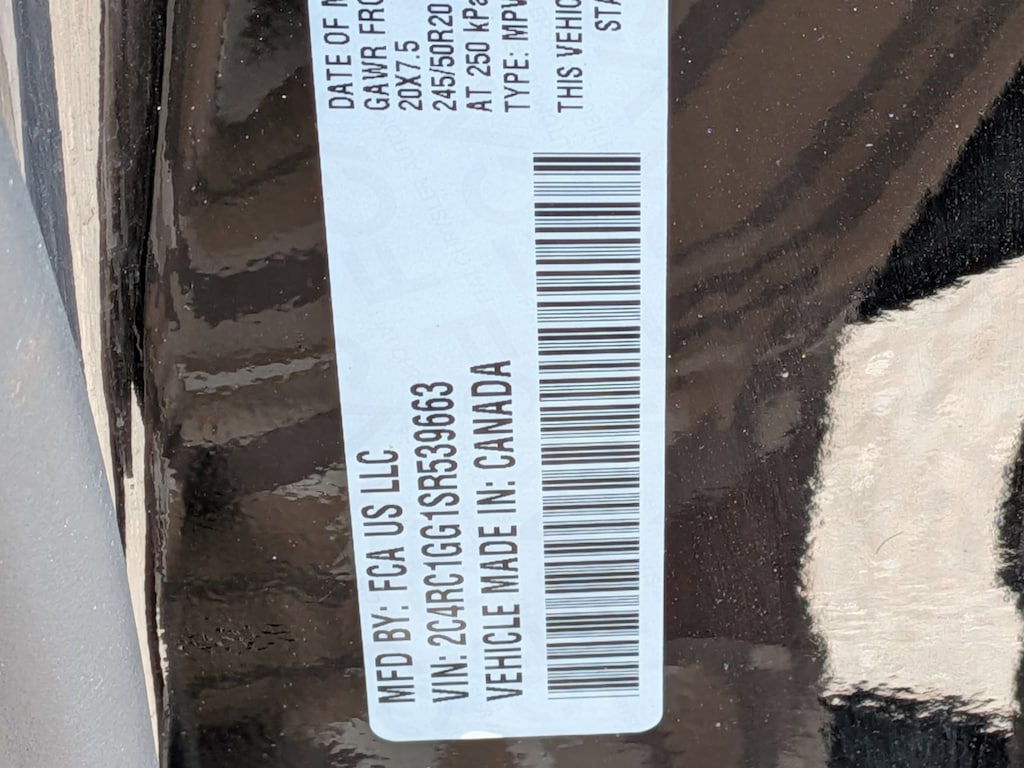 MFD BY: FCA US LLC
VIN: 2C4RC1GG1SR539663
VEHICLE MADE IN: CANADA
DATE OF M
GAWR FRO
20X7.5
245/50R20
AT 250 kPa
TYPE: MPV
THIS VEHIC
STA